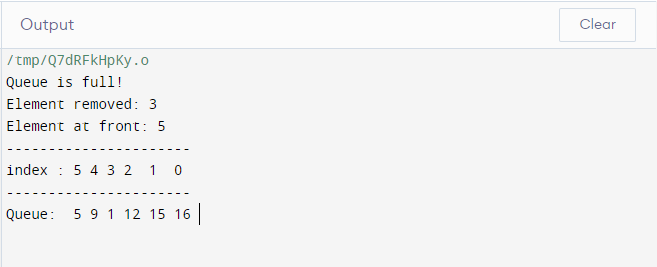 Output
Clear
/tmp/Q7dRFkHpKy.o
Queue is full!
Element removed: 3
Element at front: 5
----------------------
index : 5 4 3 2  1  0
----------------------
Queue:  5 9 1 12 15 16